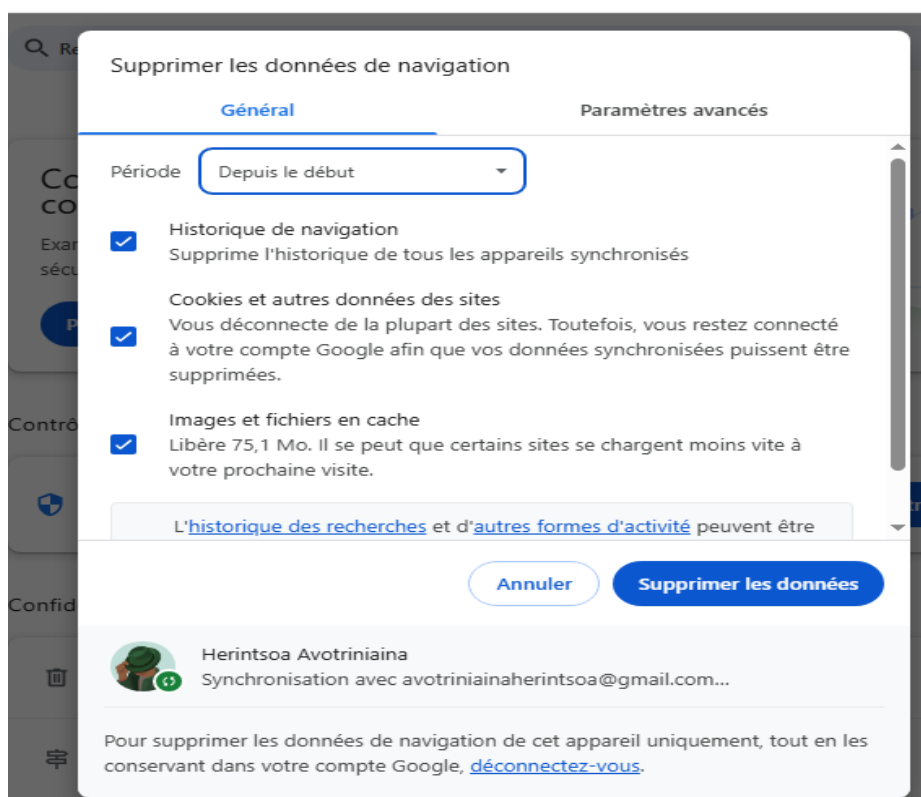 Re
Supprimer les données de navigation
Général
Paramètres avancés
Période
Depuis le début
Historique de navigation
Supprime l'historique de tous les appareils synchronisés
Cookies et autres données des sites
Vous déconnecte de la plupart des sites. Toutefois, vous restez connecté
à votre compte Google afin que vos données synchronisées puissent être
supprimées.
Images et fichiers en cache
Libère 75,1 Mo. Il se peut que certains sites se chargent moins vite à
votre prochaine visite.
L'historique des recherches et d'autres formes d'activité peuvent être
Annuler
Supprimer les données
Herintsoa Avotriniaina
Synchronisation avec avotriniainaherintsoa@gmail.com...
Pour supprimer les données de navigation de cet appareil uniquement, tout en les
conservant dans votre compte Google, déconnectez-vous.
Exar
sécu
Contrô
Confid